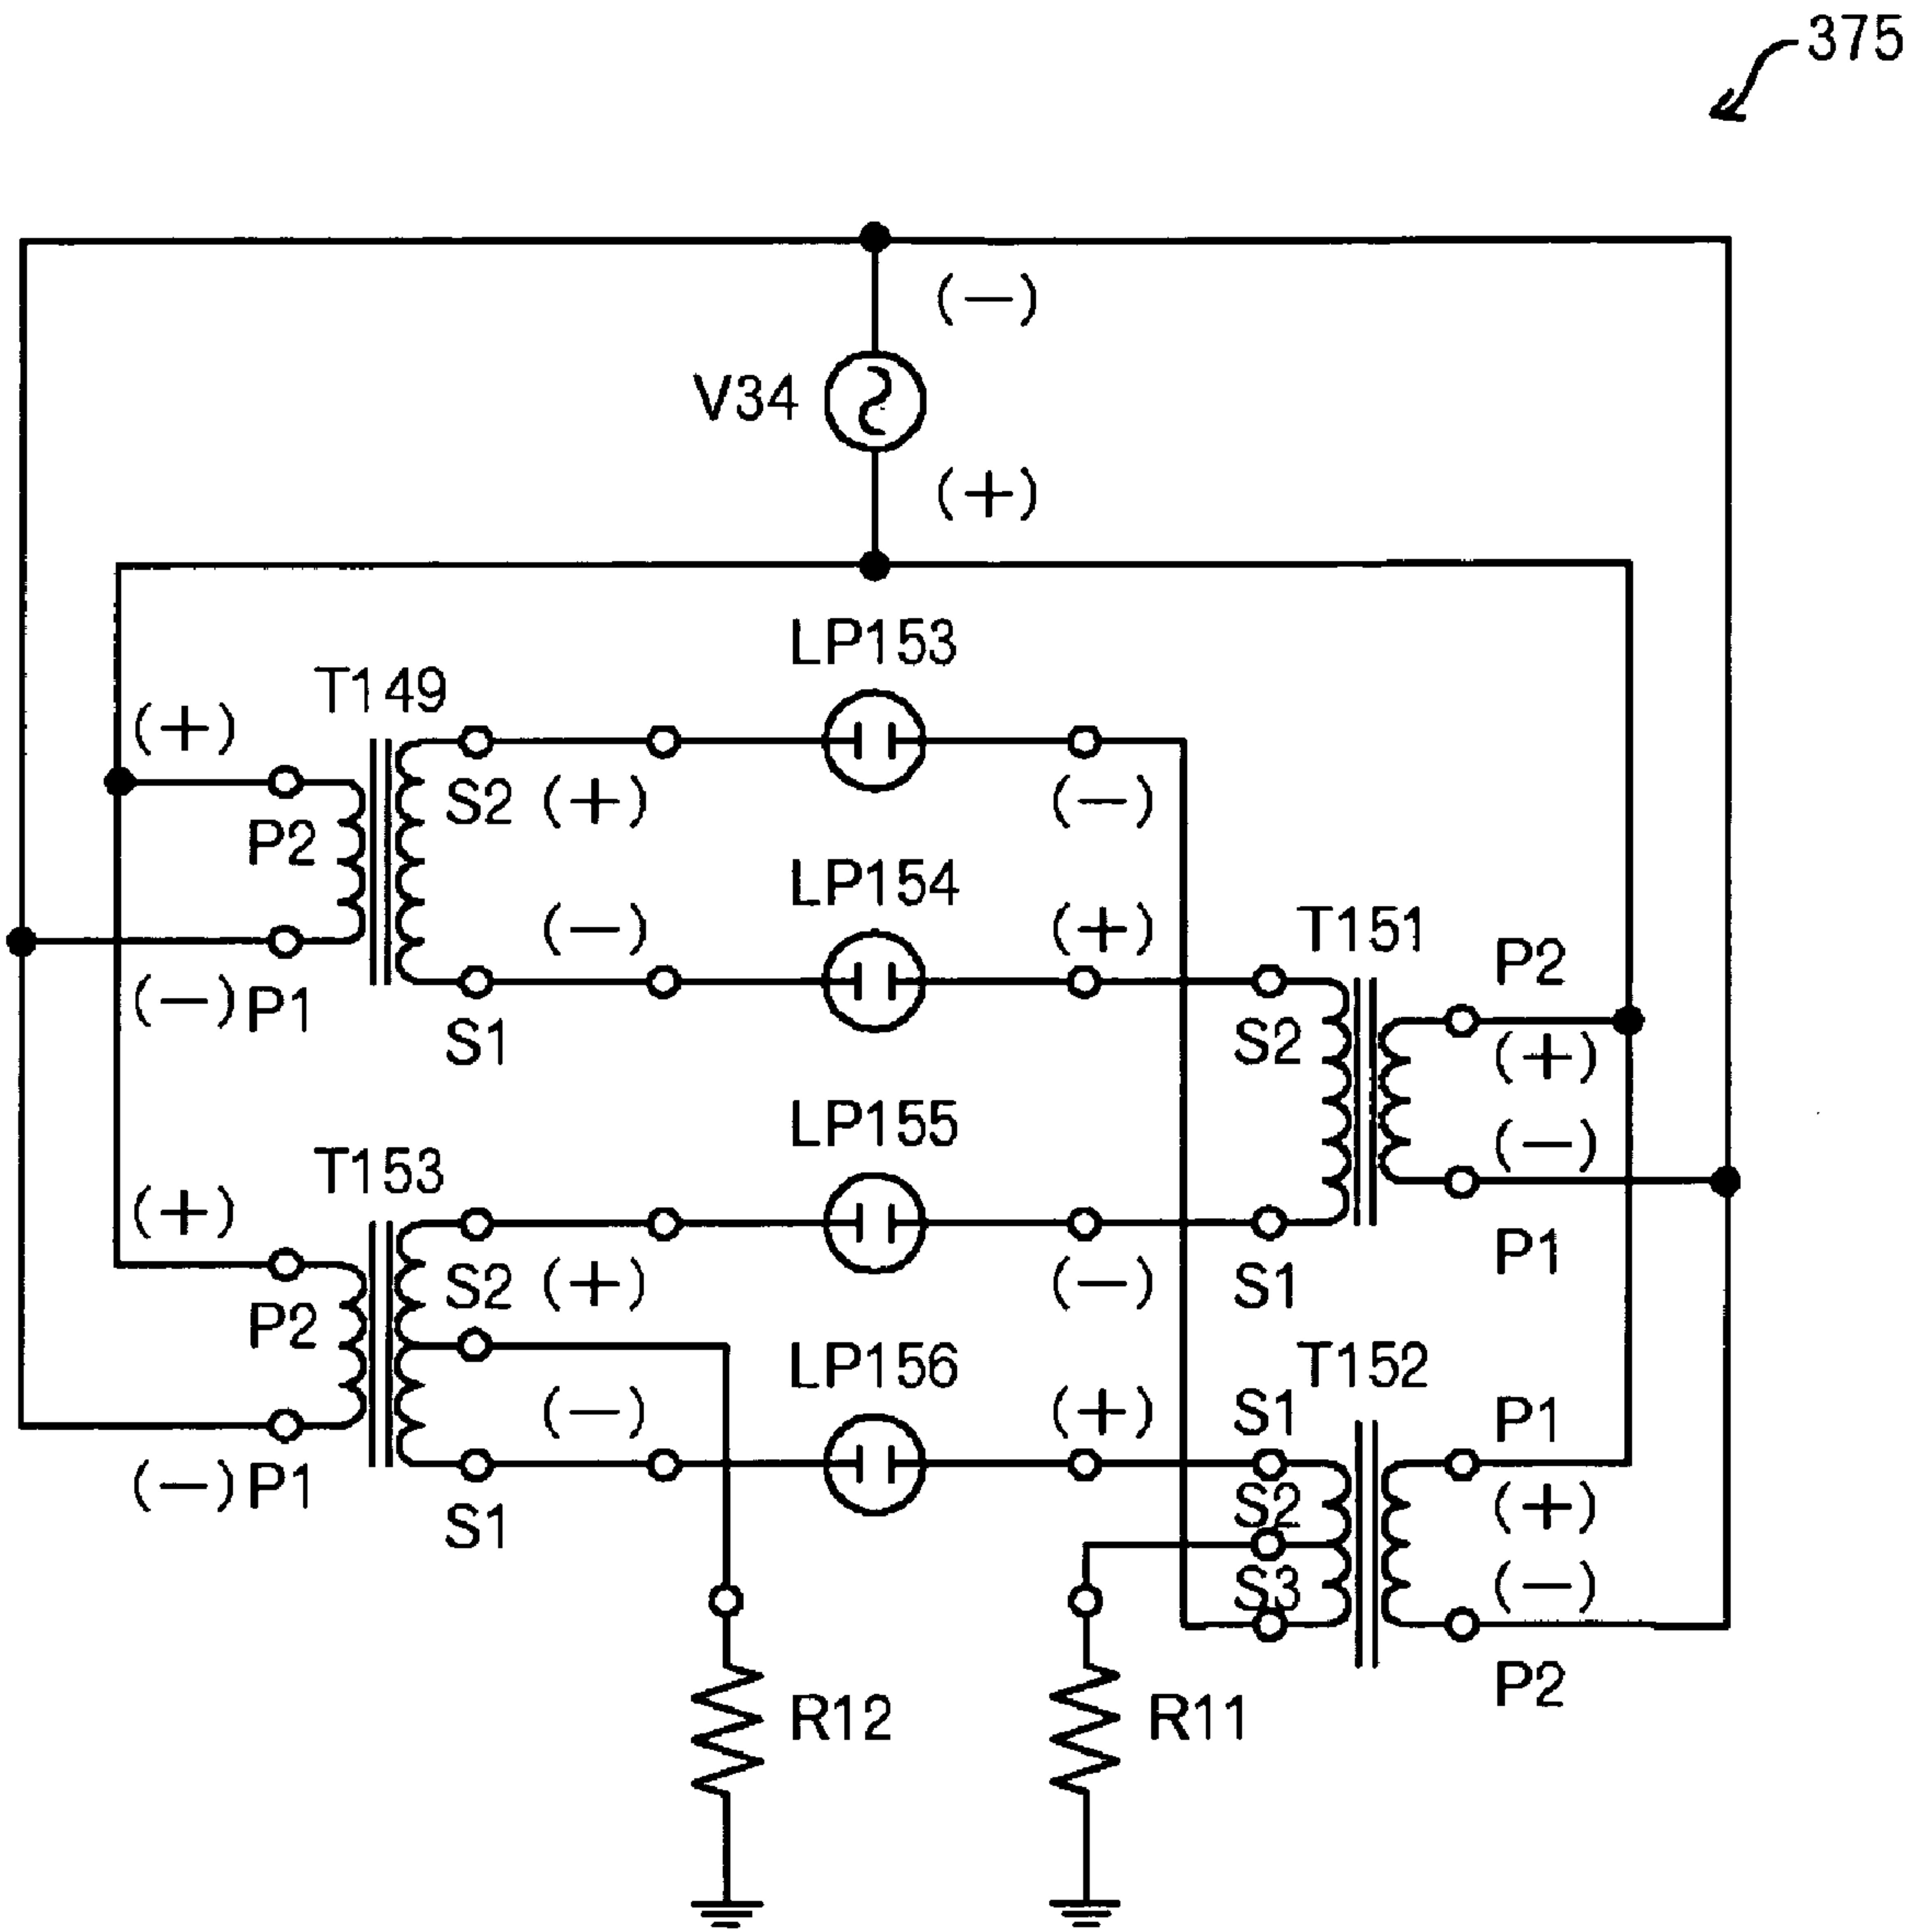 375
(—)
V34
(+)
LP153
T149
(+)
S2 (+)
(—)
P2
LP154
(—)
(+)
T151
P2
(—) P1
S1
S2
(+)
LP155
(—)
T153
(+)
P1
S2 (+)
(—)
S1
P2
LP156
T152
(—)
(+)
S1
P1
(—) P1
S2
(+)
S1
S3
(—)
P2
R12
R11